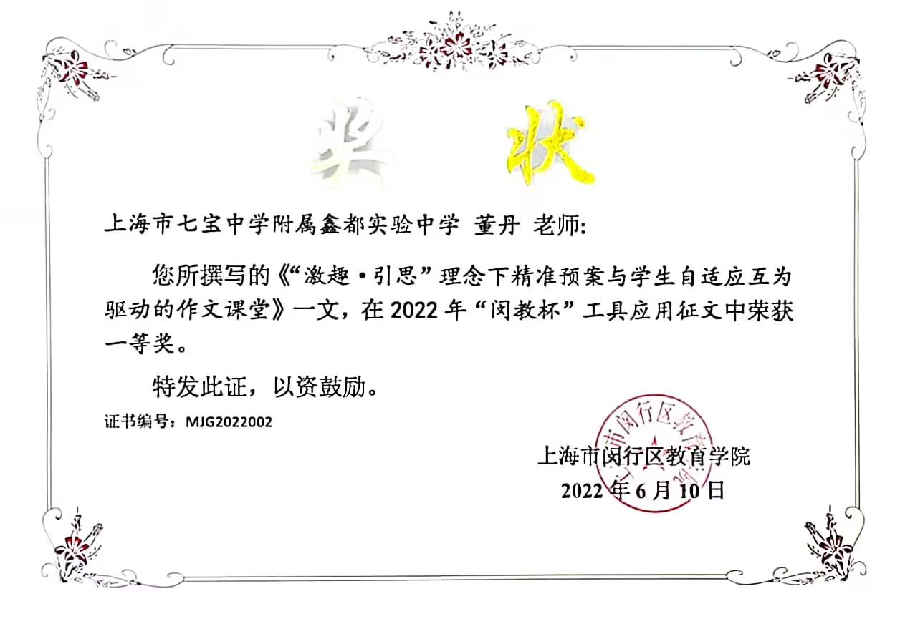 奖 状
上海市七宝中学附属鑫都实验中学 董丹 老师:
您所撰写的《“激趣·引思”理念下精准预案与学生自适应互为
驱动的作文课堂》一文，在2022年“闵教杯”工具应用征文中荣获
一等奖。
特发此证，以资鼓励。
证书编号：MJG2022002
上海市闵行区教育学院
上海市闵行区教育学院
2022年6月10日